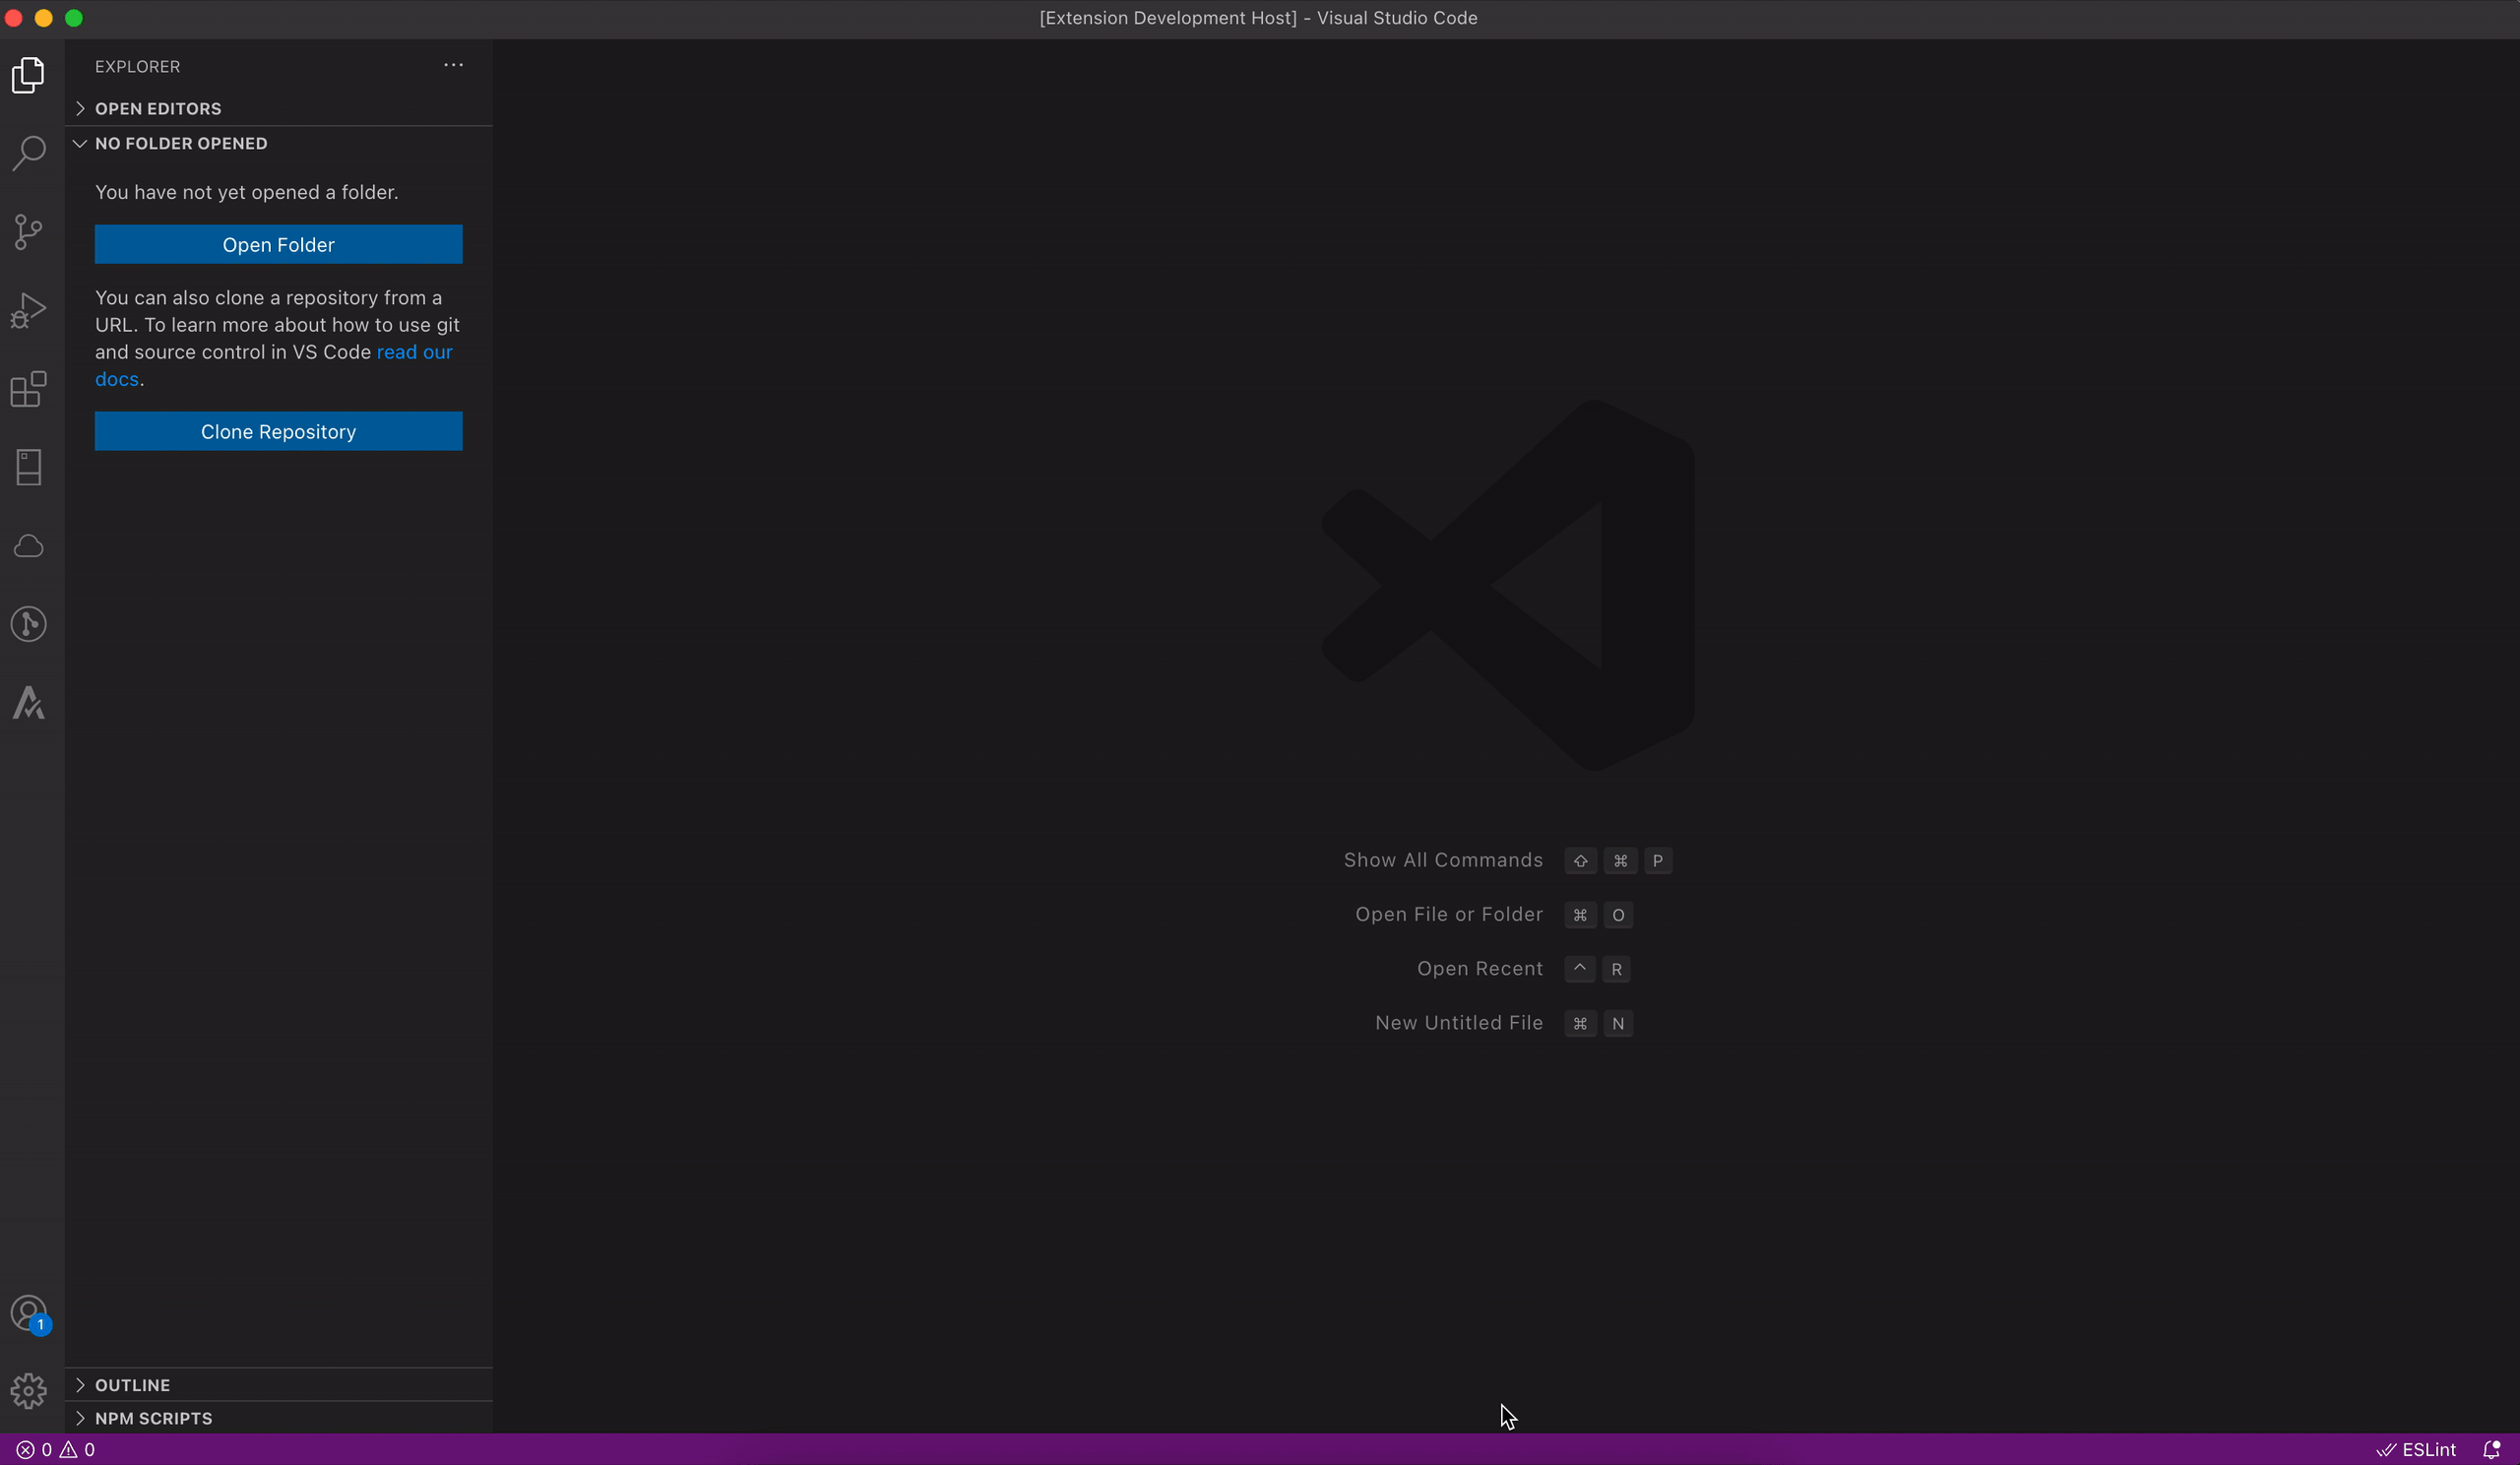 [Extension Development Host] - Visual Studio Code
EXPLORER
OPEN EDITORS
NO FOLDER OPENED
You have not yet opened a folder.
Open Folder
You can also clone a repository from a
URL. To learn more about how to use git
and source control in VS Code read our
docs.
Clone Repository
Show All Commands ⇧ ⌘ P
Open File or Folder ⌘ O
Open Recent ^ R
New Untitled File ⌘ N
1
OUTLINE
NPM SCRIPTS
0 0
ESLint